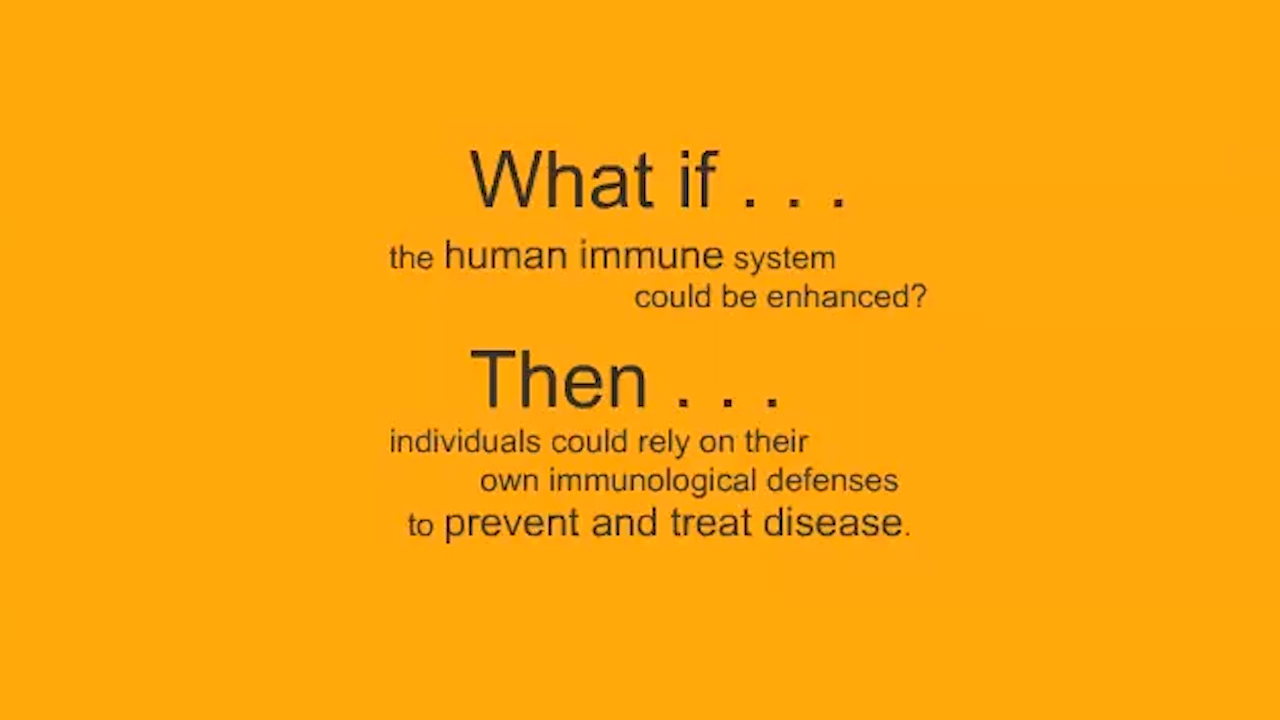 What if . . .
the human immune system
could be enhanced?
Then . . .
individuals could rely on their
own immunological defenses
to prevent and treat disease.